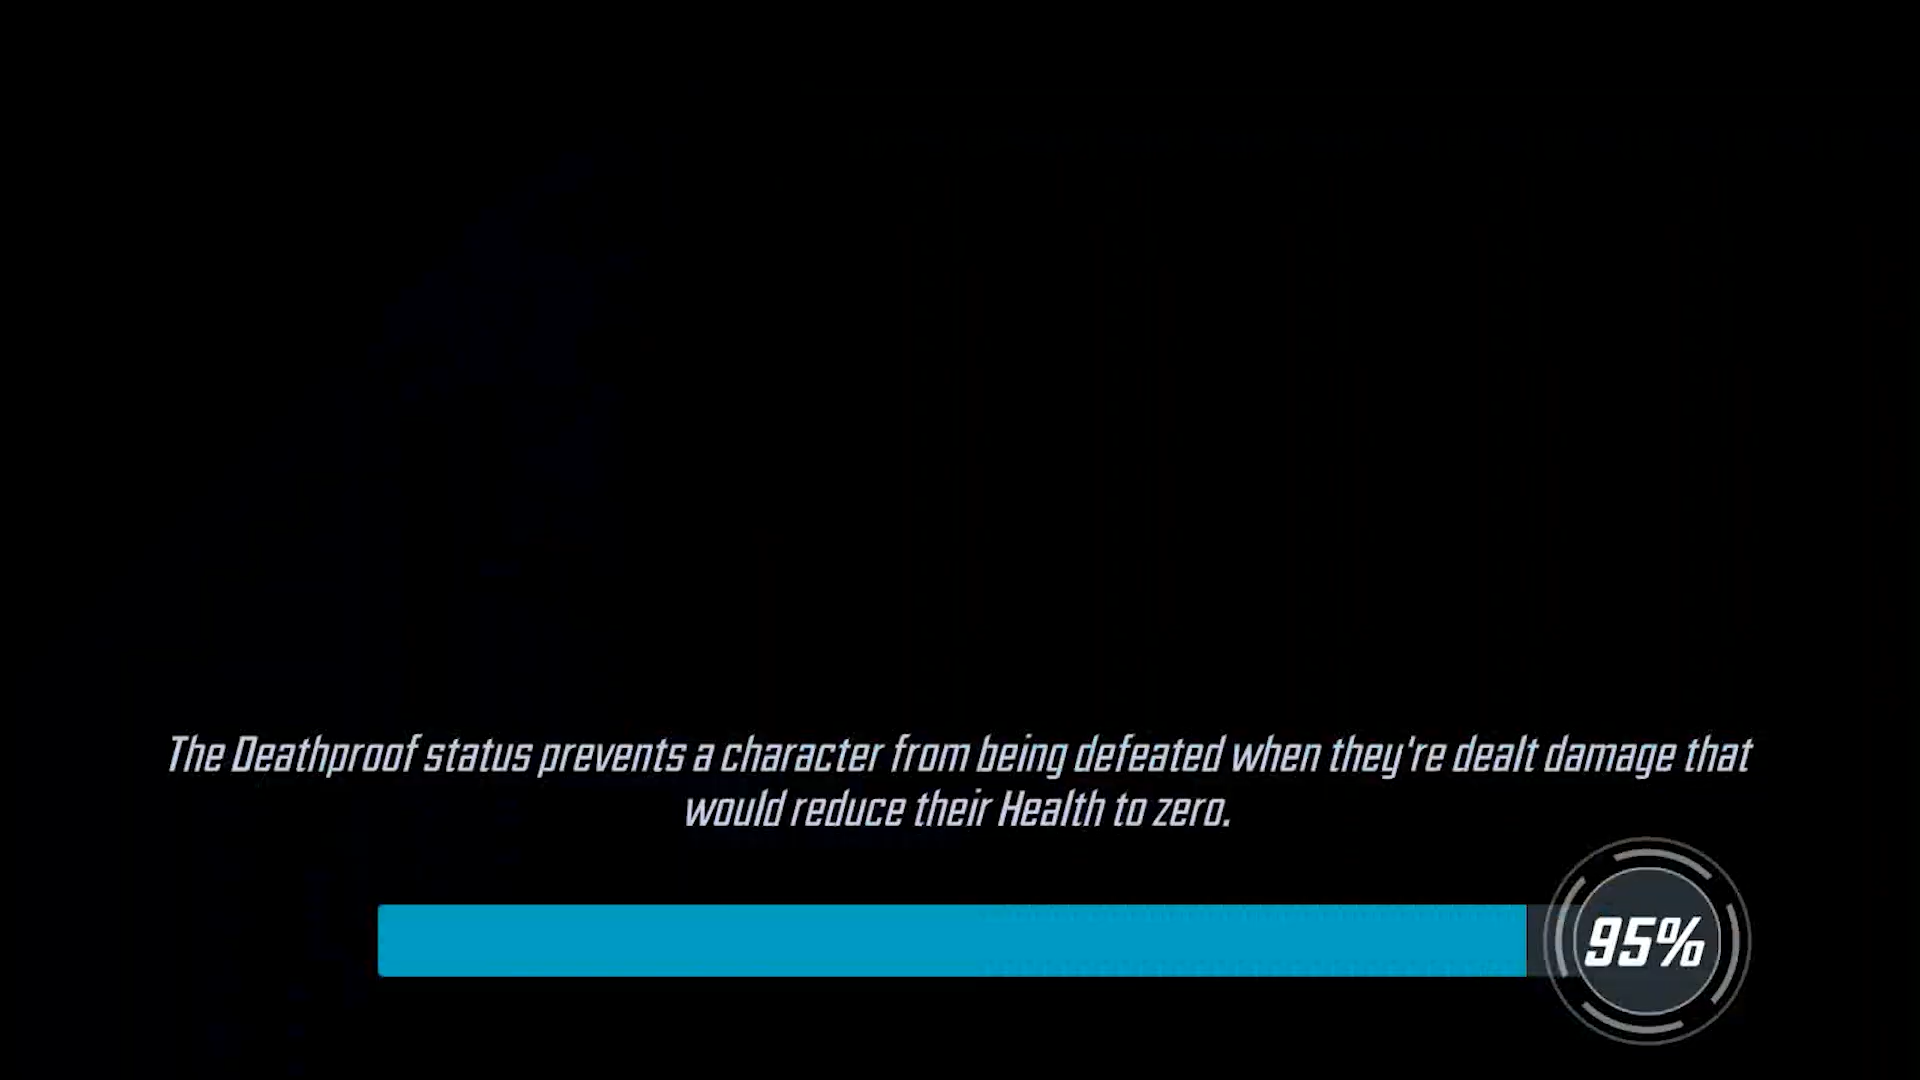 The Deathproof status prevents a character from being defeated when they're dealt damage that
would reduce their Health to zero.
95%